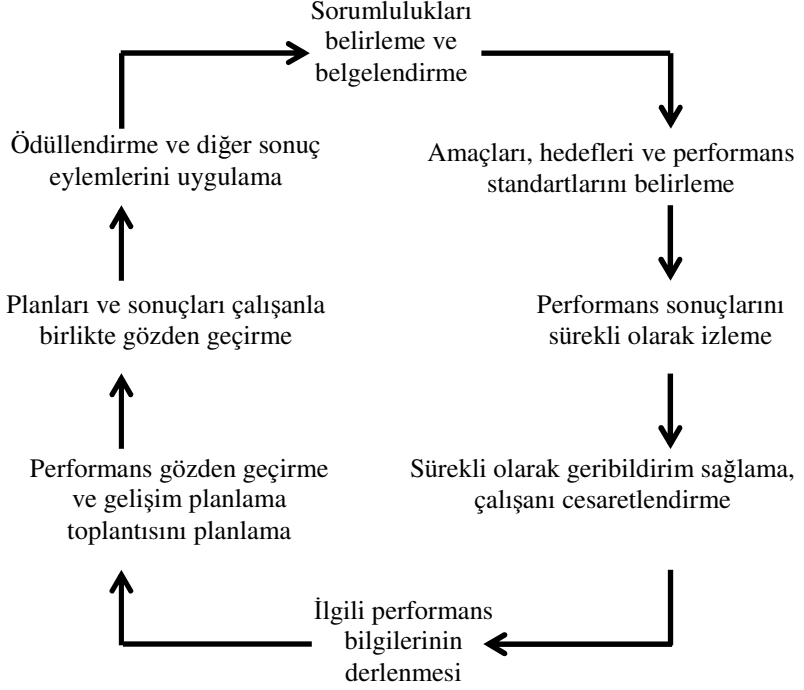 Sorumlulukları
belirleme ve
belgelendirme
Amaçları, hedefleri ve performans
standartlarını belirleme
Performans sonuçlarını
sürekli olarak izleme
Sürekli olarak geribildirim sağlama,
çalışanı cesaretlendirme
İlgili performans
bilgilerinin
derlenmesi
Performans gözden geçirme
ve gelişim planlama
toplantısını planlama
Planları ve sonuçları çalışanla
birlikte gözden geçirme
Ödüllendirme ve diğer sonuç
eylemlerini uygulama